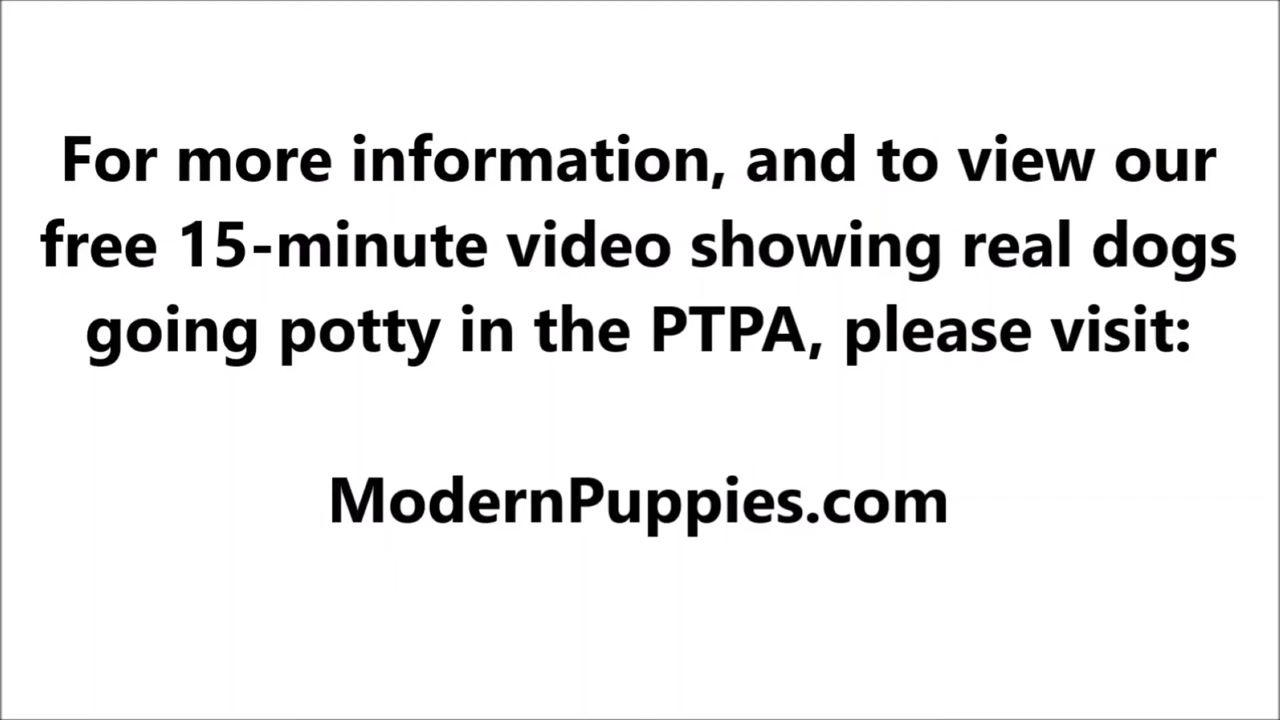 For more information, and to view our
free 15-minute video showing real dogs
going potty in the PTPA, please visit:
ModernPuppies.com